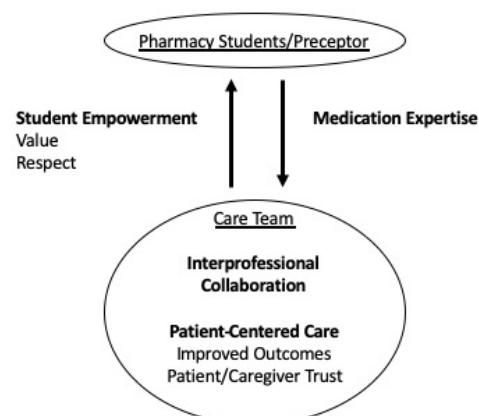 Pharmacy Students/Preceptor
Student Empowerment
Value
Respect
Medication Expertise
Care Team
Interprofessional
Collaboration
Patient-Centered Care
Improved Outcomes
Patient/Caregiver Trust